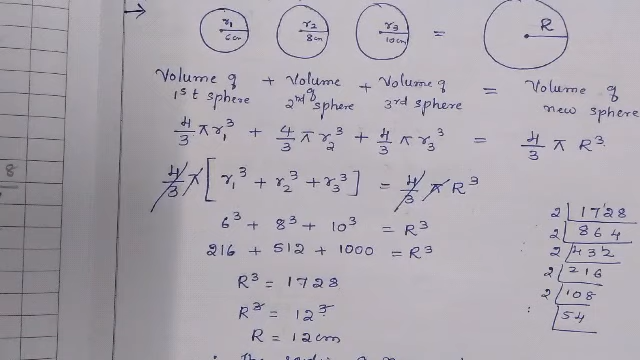 → r₁ 6cm r₂ 8cm r₃ 10cm = R
Volume of + Volume + Volume of = Volume of
1st sphere of 2nd sphere 3rd sphere new sphere
4/3 π r₁³ + 4/3 π r₂³ + 4/3 π r₃³ = 4/3 π R³
4/3 π [ r₁³ + r₂³ + r₃³ ] = 4/3 π R³
6³ + 8³ + 10³ = R³
216 + 512 + 1000 = R³
R³ = 1728
R³ = 12³
R = 12cm
2 | 1728
2 | 864
2 | 432
2 | 216
2 | 108
54
8